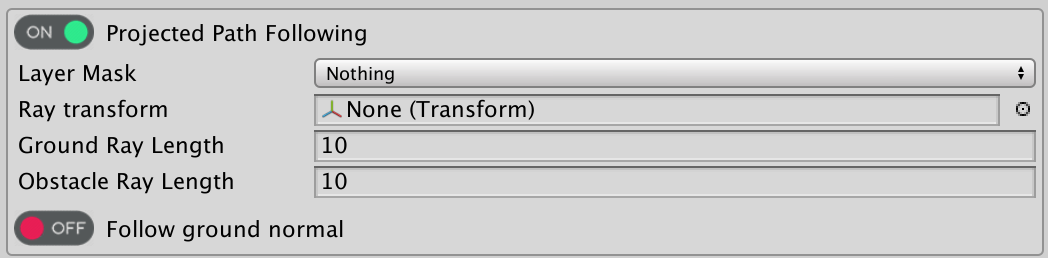 ON Projected Path Following
Layer Mask Nothing
Ray transform None (Transform)
Ground Ray Length 10
Obstacle Ray Length 10
OFF Follow ground normal